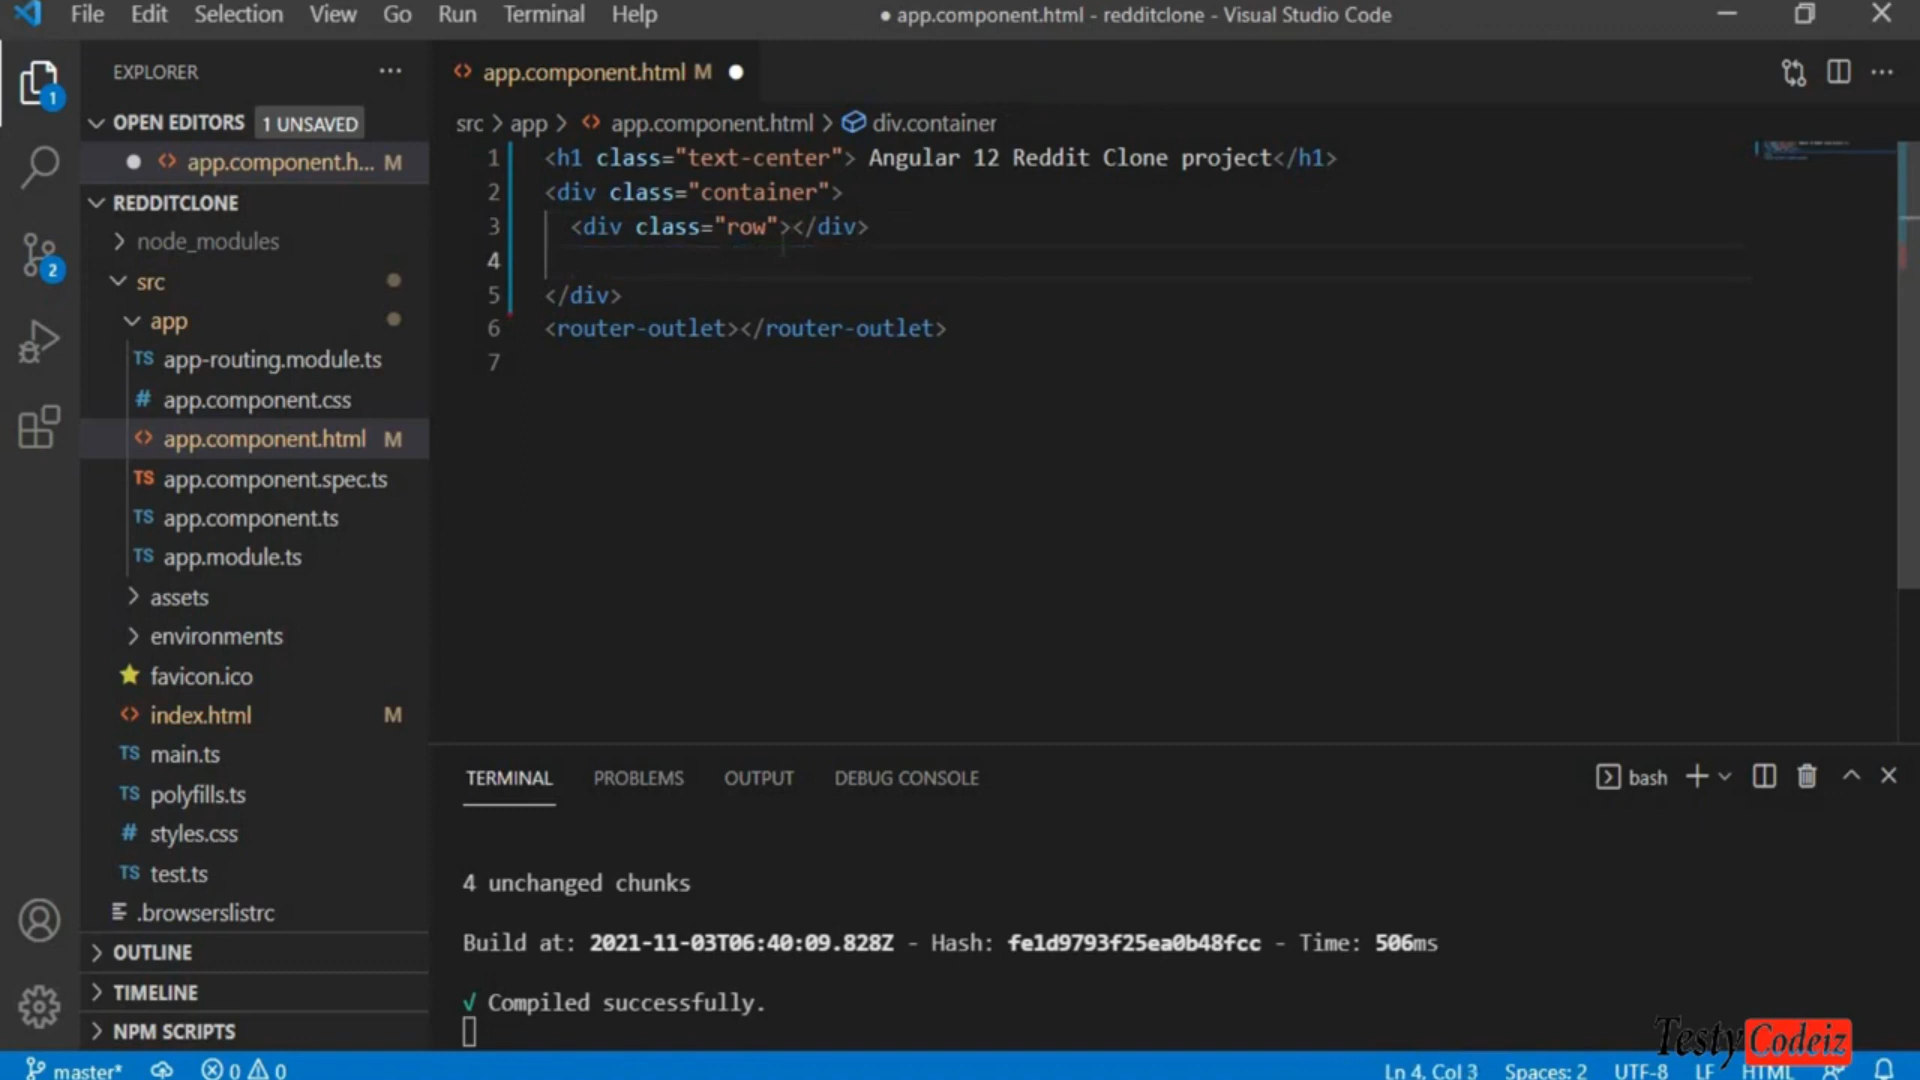 File Edit Selection View Go Run Terminal Help
● app.component.html - redditclone - Visual Studio Code
EXPLORER
1
OPEN EDITORS 1 UNSAVED
app.component.h... M
REDDITCLONE
node_modules
2
src
app
TS app-routing.module.ts
# app.component.css
<> app.component.html M
TS app.component.spec.ts
TS app.component.ts
TS app.module.ts
assets
environments
favicon.ico
<> index.html M
TS main.ts
TS polyfills.ts
# styles.css
TS test.ts
.browserslistrc
OUTLINE
TIMELINE
NPM SCRIPTS
<> app.component.html M
src > app > <> app.component.html > div.container
1 <h1 class="text-center"> Angular 12 Reddit Clone project</h1>
2 <div class="container">
3 <div class="row"></div>
4
5 </div>
6 <router-outlet></router-outlet>
7
TERMINAL PROBLEMS OUTPUT DEBUG CONSOLE
bash
4 unchanged chunks
Build at: 2021-11-03T06:40:09.828Z - Hash: fe1d9793f25ea0b48fcc - Time: 506ms
√ Compiled successfully.
Testy Codeiz
master* 0 0 Ln 4, Col 3 Spaces: 2 UTF-8 LF HTML